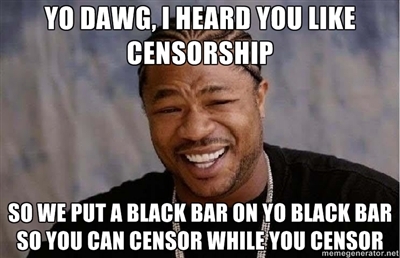 YO DAWG, I HEARD YOU LIKE
CENSORSHIP
SO WE PUT A BLACK BAR ON YO BLACK BAR
SO YOU CAN CENSOR WHILE YOU CENSOR
memegenerator.net